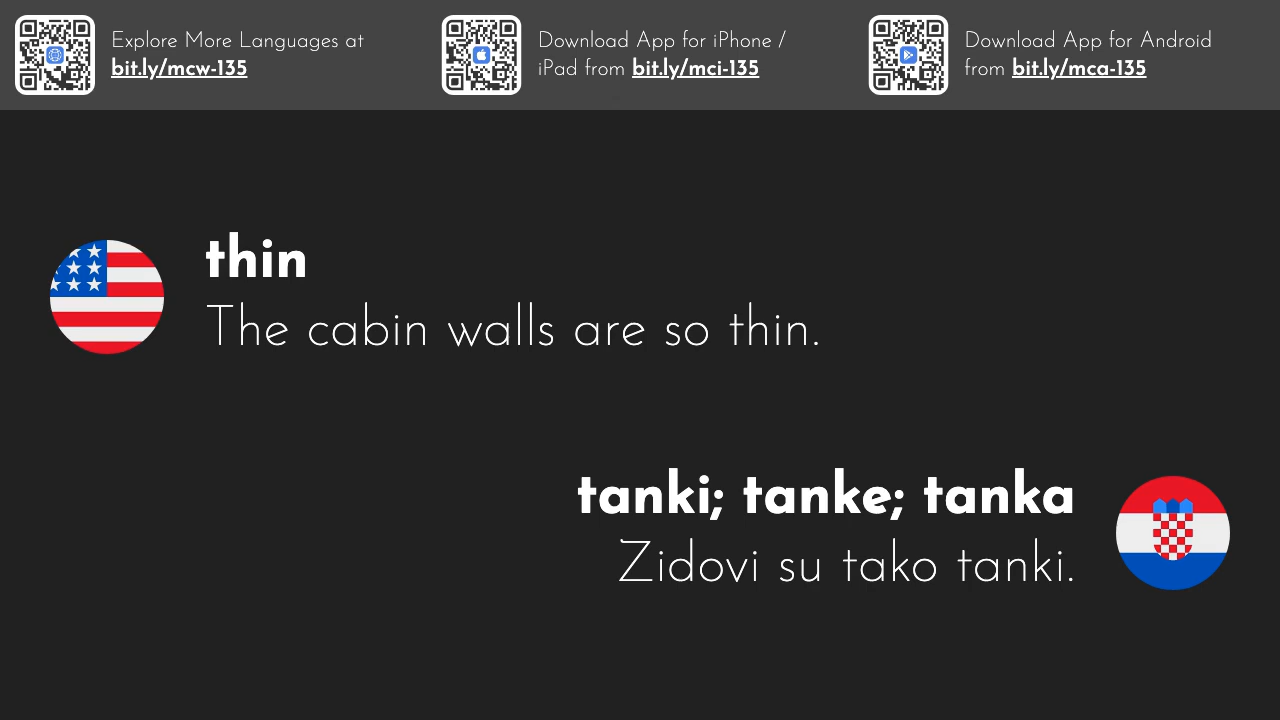 Explore More Languages at
bit.ly/mcw-135
Download App for iPhone /
iPad from bit.ly/mci-135
Download App for Android
from bit.ly/mca-135
thin
The cabin walls are so thin.
tanki; tanke; tanka
Zidovi su tako tanki.